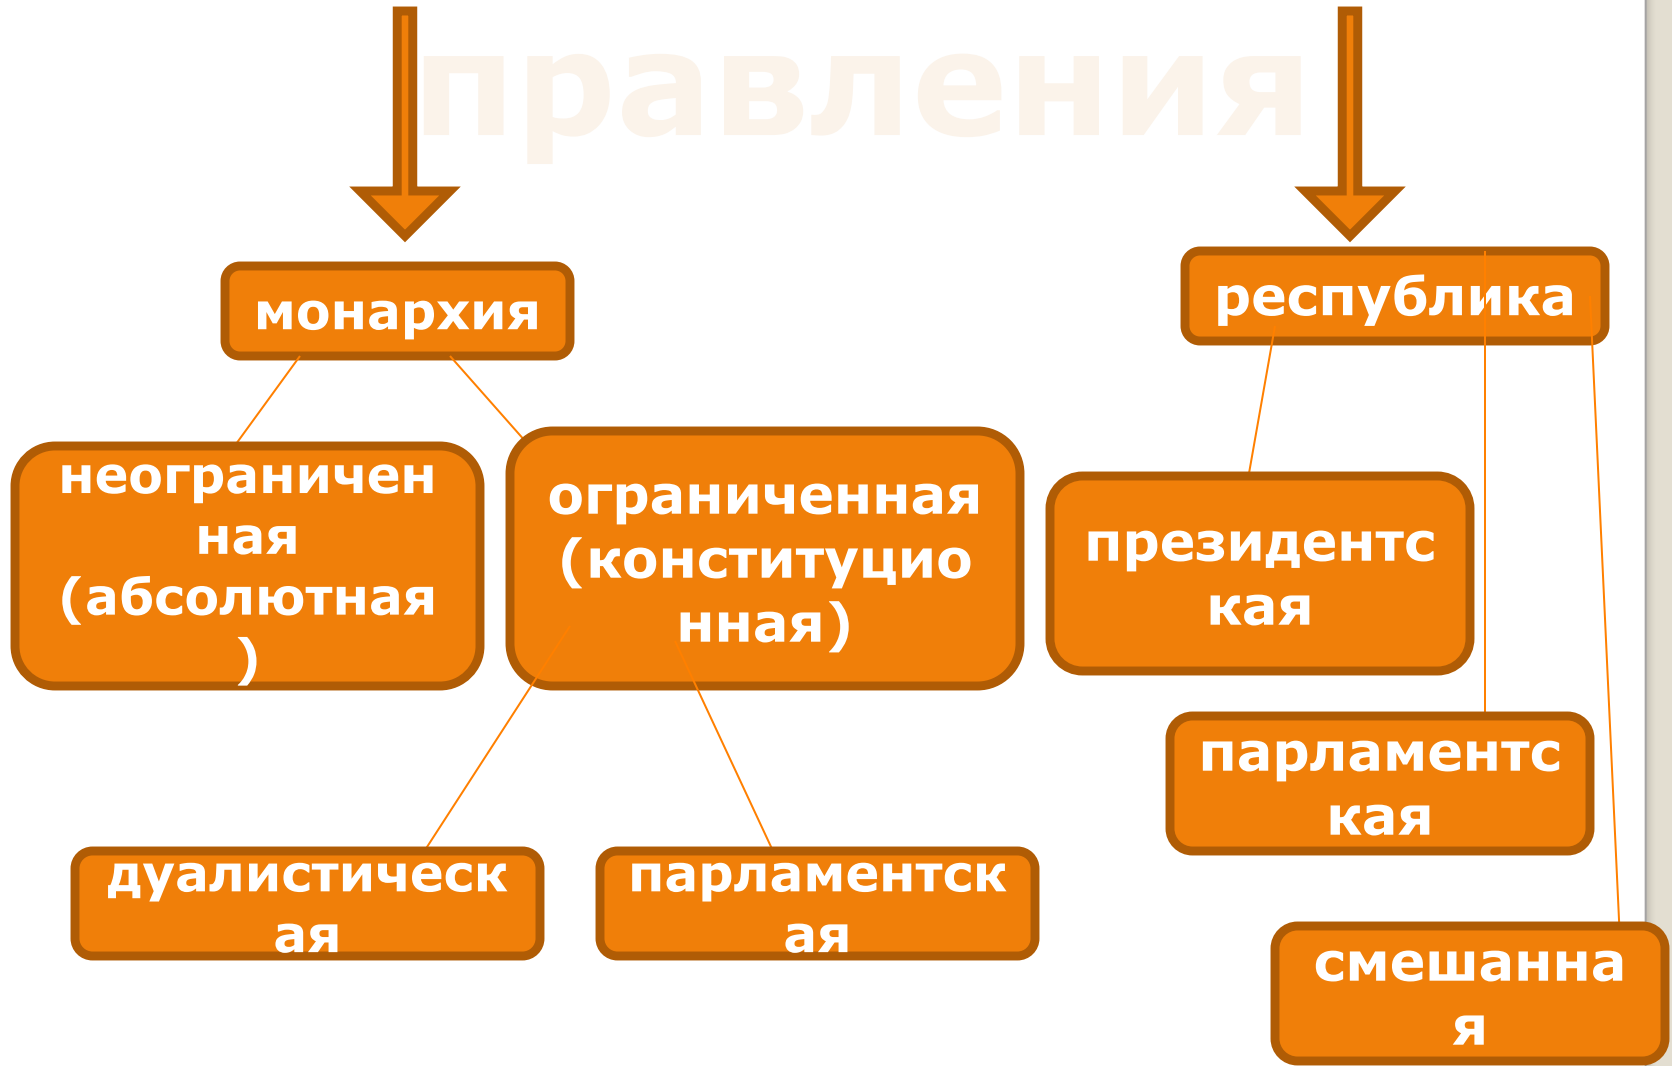 правления
монархия
республика
неограничен
ная
(абсолютная
)
ограниченная
(конституцио
нная)
президентс
кая
парламентс
кая
дуалистическ
ая
парламентск
ая
смешанна
я